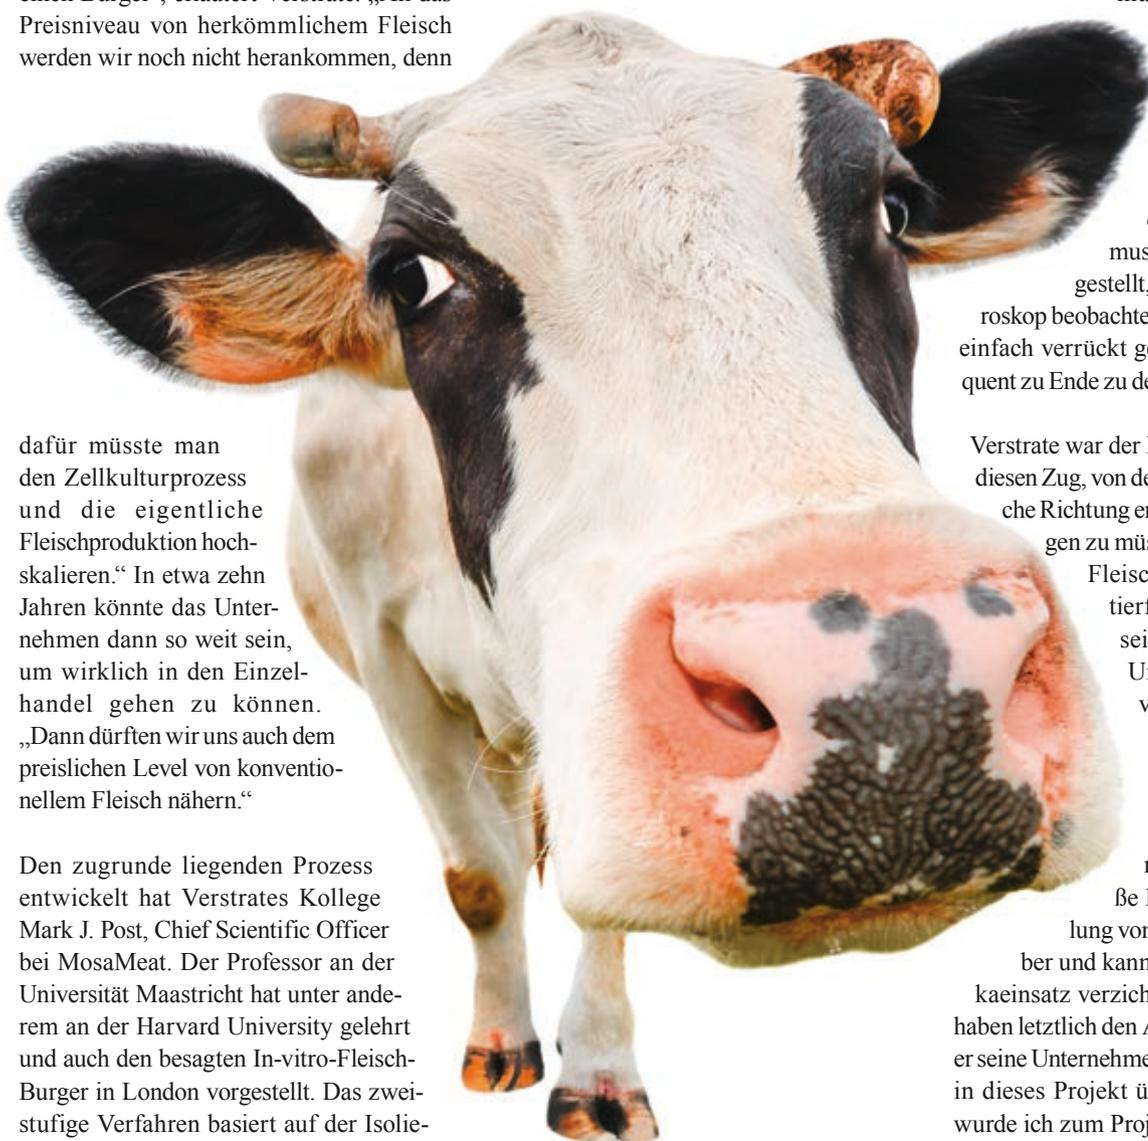 Preisniveau von herkömmlichem Fleisch
werden wir noch nicht herankommen, denn
dafür müsste man
den Zellkulturprozess
und die eigentliche
Fleischproduktion hoch-
skalieren.“ In etwa zehn
Jahren könnte das Unter-
nehmen dann so weit sein,
um wirklich in den Einzel-
handel gehen zu können.
„Dann dürften wir uns auch dem
preislichen Level von konventio-
nellem Fleisch nähern.“
Den zugrunde liegenden Prozess
entwickelt hat Verstrates Kollege
Mark J. Post, Chief Scientific Officer
bei MosaMeat. Der Professor an der
Universität Maastricht hat unter ande-
rem an der Harvard University gelehrt
und auch den besagten In-vitro-Fleisch-
Burger in London vorgestellt. Das zwei-
stufige Verfahren basiert auf der Isolie-
mus
gestellt,
roskop beobachte
einfach verrückt ge
quent zu Ende zu de
Verstrate war der
diesen Zug, von de
che Richtung er
gen zu müs
Fleisc
tierf
sei
U
v
ße
lung von
ber und kann
kaeinsatz verzich
haben letztlich den
er seine Unternehme
in dieses Projekt ü
wurde ich zum Proj